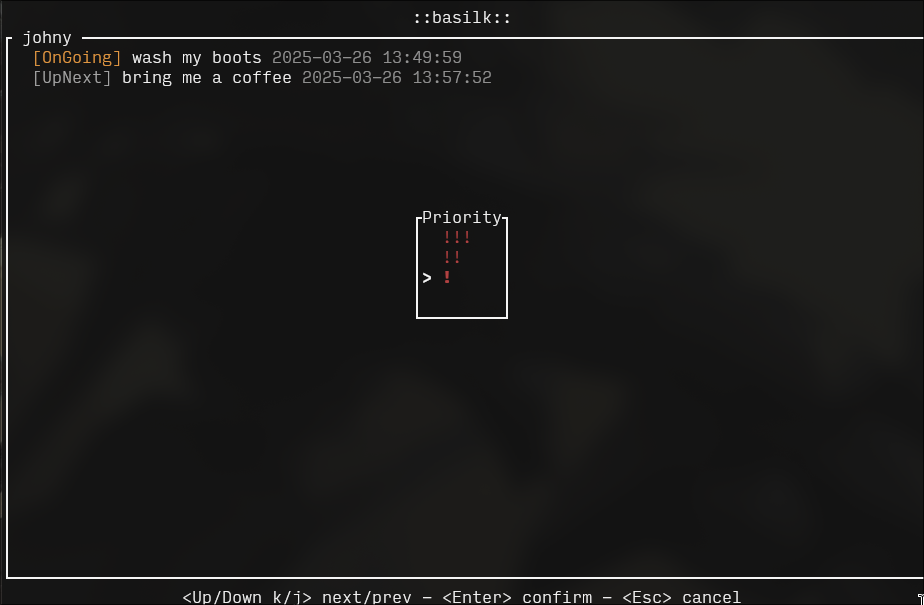 ::basilk::
johny
[OnGoing] wash my boots 2025-03-26 13:49:59
[UpNext] bring me a coffee 2025-03-26 13:57:52
Priority
!!!
!!
> !
<Up/Down k/j> next/prev - <Enter> confirm - <Esc> cancel